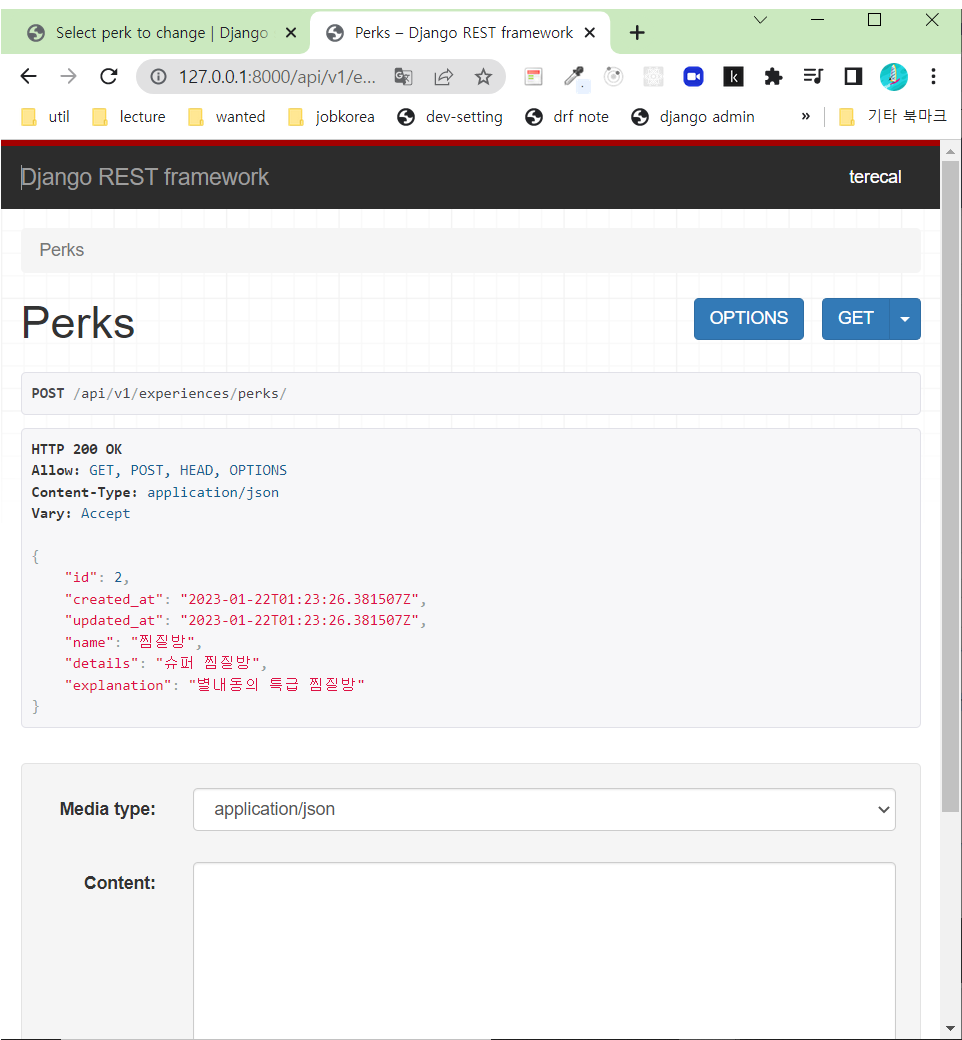 Select perk to change | Django
Perks – Django REST framework
127.0.0.1:8000/api/v1/e...
util
lecture
wanted
jobkorea
dev-setting
drf note
django admin
»
기타 북마크
Django REST framework
terecal
Perks
Perks
OPTIONS
GET
POST /api/v1/experiences/perks/
HTTP 200 OK
Allow: GET, POST, HEAD, OPTIONS
Content-Type: application/json
Vary: Accept
{
"id": 2,
"created_at": "2023-01-22T01:23:26.381507Z",
"updated_at": "2023-01-22T01:23:26.381507Z",
"name": "찜질방",
"details": "슈퍼 찜질방",
"explanation": "별내동의 특급 찜질방"
}
Media type:
application/json
Content: